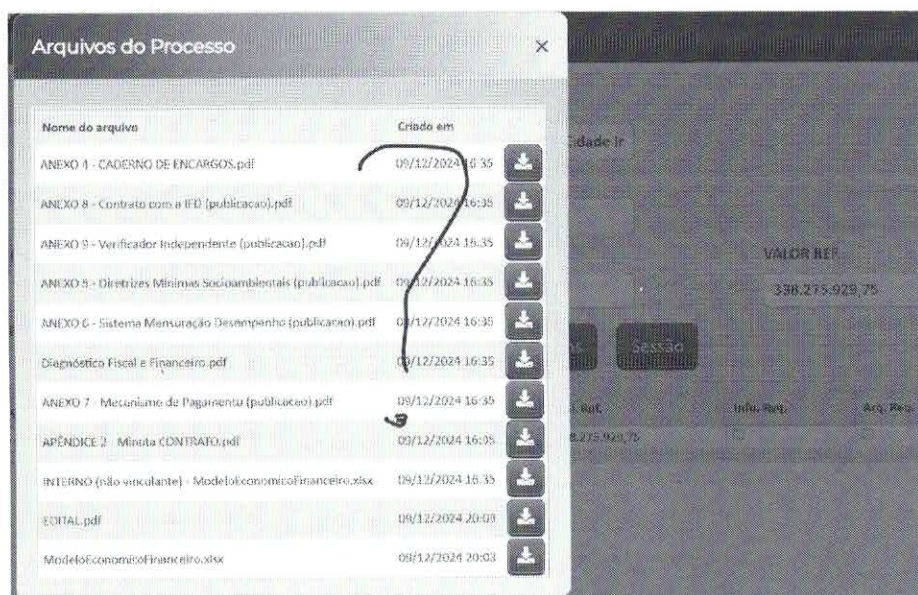 Arquivos do Processo ×
Nome do arquivo Criado em
ANEXO 4 - CADERNO DE ENCARGOS.pdf 09/12/2024 16:35
ANEXO 8 - Contrato com a IFD (publicacao).pdf 09/12/2024 16:35
ANEXO 9 - Verificador Independente (publicacao).pdf 09/12/2024 16:35
ANEXO 5 - Diretrizes Mínimas Socioambientais (publicacao).pdf 09/12/2024 16:35
ANEXO 6 - Sistema Mensuração Desempenho (publicacao).pdf 09/12/2024 16:35
Diagnóstico Fiscal e Financeiro.pdf 09/12/2024 16:35
ANEXO 7 - Mecanismo de Pagamento (publicacao).pdf 09/12/2024 16:35
APÊNDICE 2 - Minuta CONTRATO.pdf 09/12/2024 16:35
INTERNO (não vinculante) - ModeloEconomicoFinanceiro.xlsx 09/12/2024 16:35
EDITAL.pdf 09/12/2024 20:03
ModeloEconomicoFinanceiro.xlsx 09/12/2024 20:03
VALOR REF.
338.275.929,75
Sessão
Info. Req. Arq. Req.
8.275.929,75